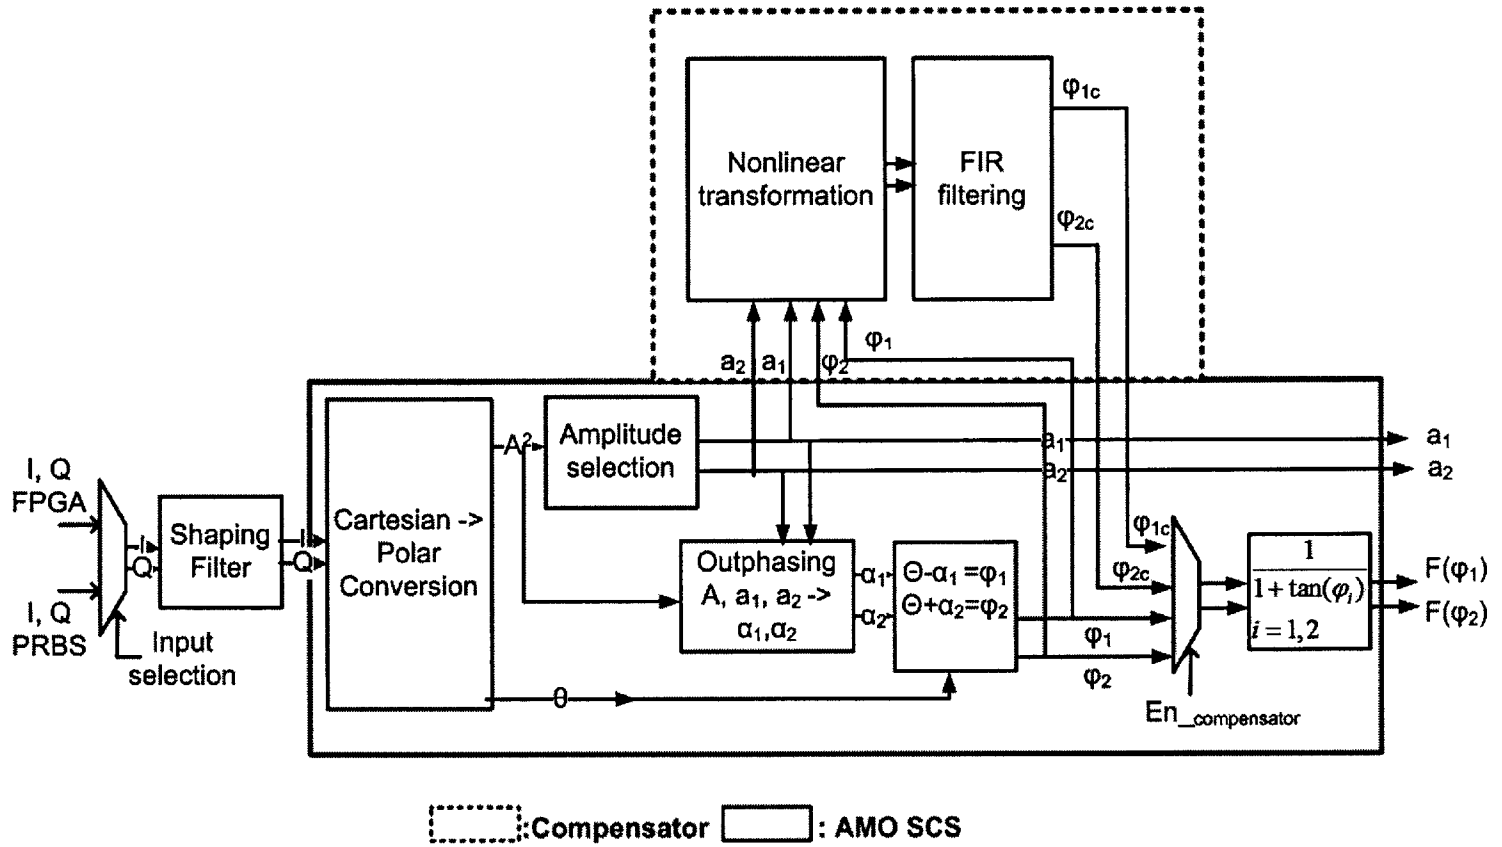 Nonlinear
transformation
FIR
filtering
φ1c
φ2c
a2
a1
φ2
φ1
I, Q
FPGA
I, Q
PRBS
Input
selection
I
Q
Shaping
Filter
I
Q
Cartesian ->
Polar
Conversion
A²
Amplitude
selection
a1
a2
a1
a2
Outphasing
A, a1, a2 ->
α1,α2
α1
α2
Θ-α1=φ1
Θ+α2=φ2
θ
φ1c
φ2c
φ1
φ2
En_compensator
1
1 + tan(φi)
i = 1,2
F(φ1)
F(φ2)
:Compensator
: AMO SCS